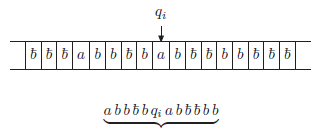 qᵢ
ƀ ƀ ƀ a b b ƀ b a b ƀ ƀ b b ƀ ƀ ƀ
a b b ƀ b qᵢ a b ƀ ƀ b b